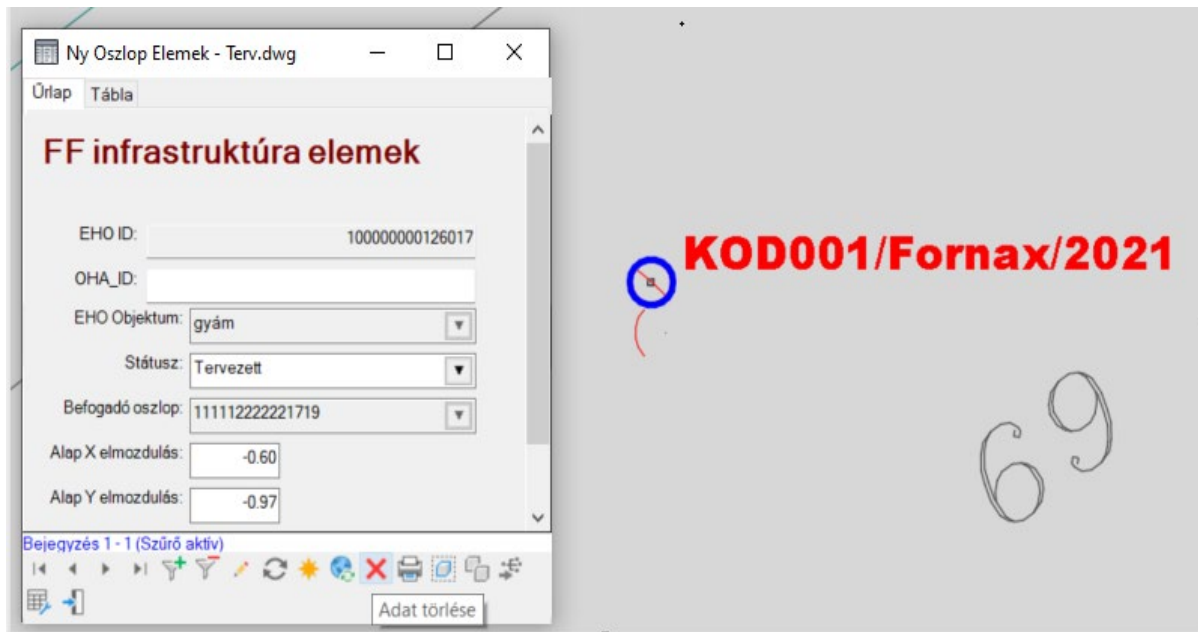 Ny Oszlop Elemek - Terv.dwg
Űrlap Tábla
FF infrastruktúra elemek
EHO ID: 100000000126017
OHA_ID:
EHO Objektum: gyám
Státusz: Tervezett
Befogadó oszlop: 111112222221719
Alap X elmozdulás: -0.60
Alap Y elmozdulás: -0.97
Bejegyzés 1 - 1 (Szűrő aktív)
Adat törlése
KOD001/Fornax/2021
69